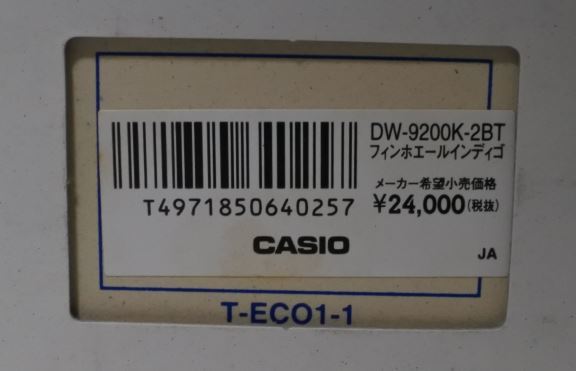 DW-9200K-2BT
フィンホエールインディゴ
メーカー希望小売価格
¥24,000(税抜)
T4971850640257
CASIO
JA
T-ECO1-1